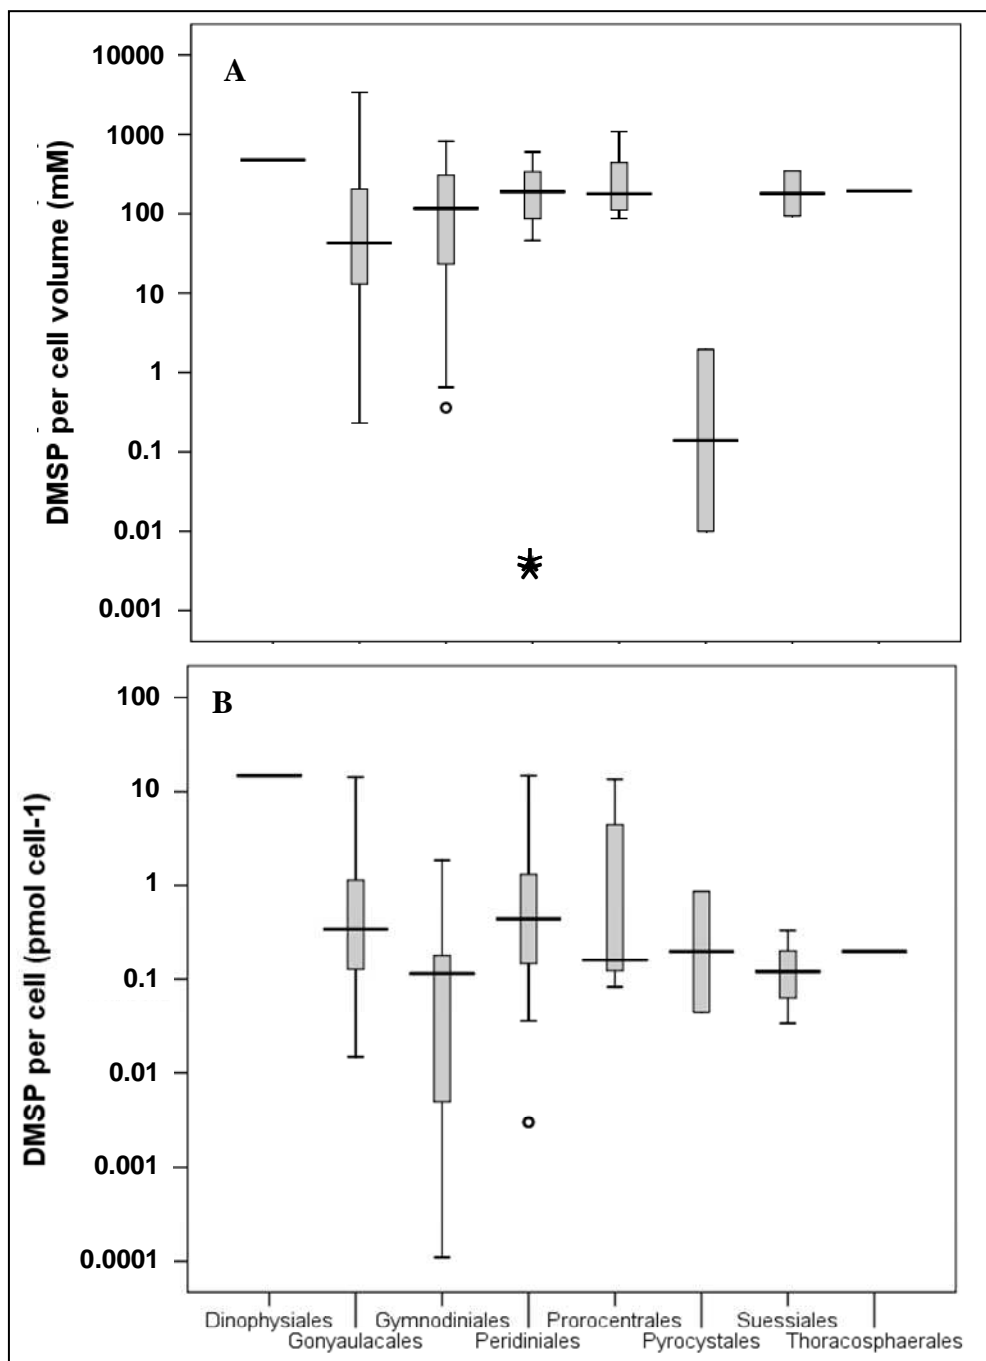 A
DMSP per cell volume (mM)
10000
1000
100
10
1
0.1
0.01
0.001
B
DMSP per cell (pmol cell-1)
100
10
1
0.1
0.01
0.001
0.0001
Dinophysiales Gymnodiniales Prorocentrales Suessiales
Gonyaulacales Peridiniales Pyrocystales Thoracosphaerales